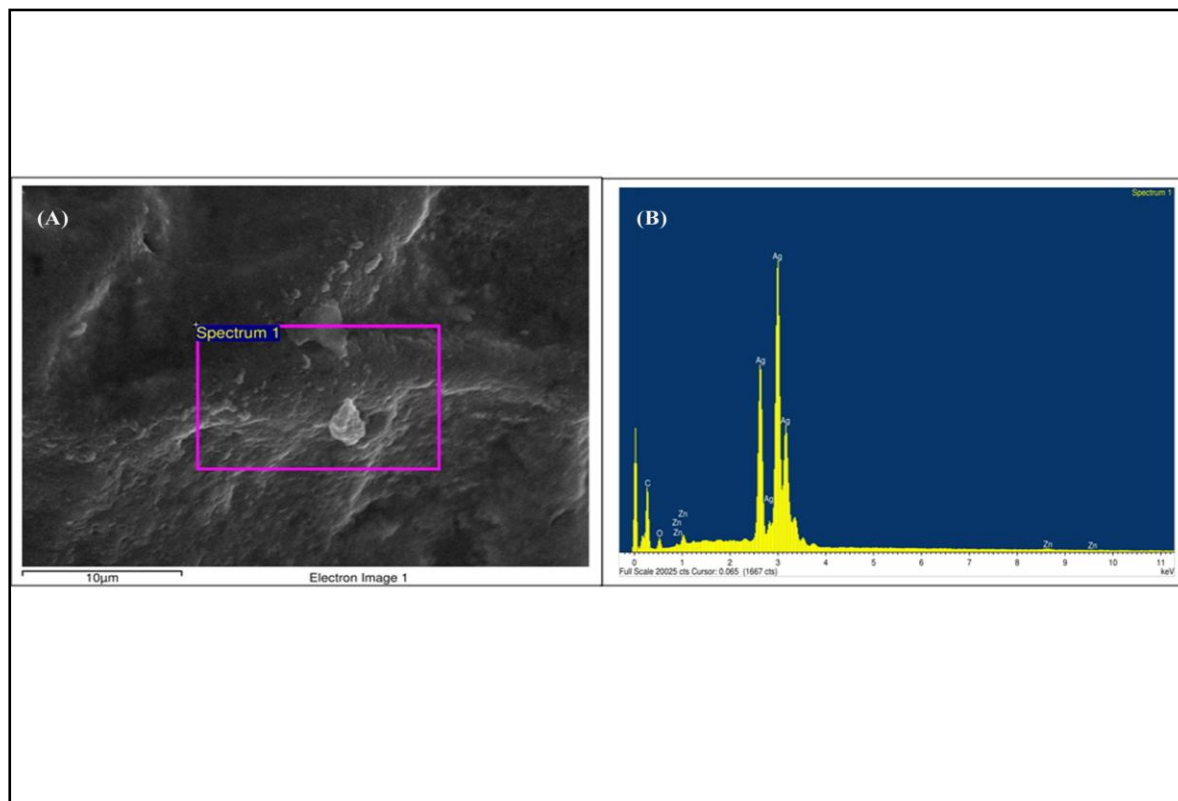 (A)
Spectrum 1
10µm
Electron Image 1
(B)
Spectrum 1
Ag
Ag
Ag
Ag
C
O
Zn
Zn
Zn
Zn
Zn
0 1 2 3 4 5 6 7 8 9 10 11
Full Scale 20025 cts Cursor: 0.065 (1667 cts)
keV